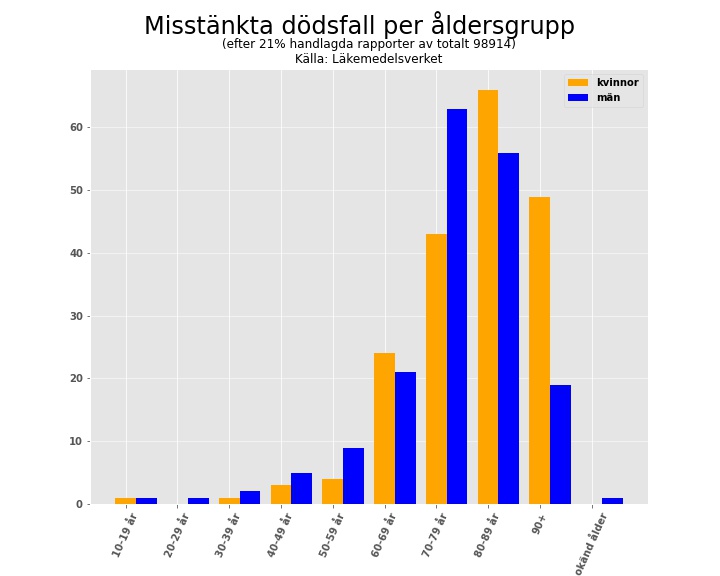 Misstänkta dödsfall per åldersgrupp
(efter 21% handlagda rapporter av totalt 98914)
Källa: Läkemedelsverket
kvinnor
män
60
50
40
30
20
10
0
10-19 år
20-29 år
30-39 år
40-49 år
50-59 år
60-69 år
70-79 år
80-89 år
90+
okänd ålder